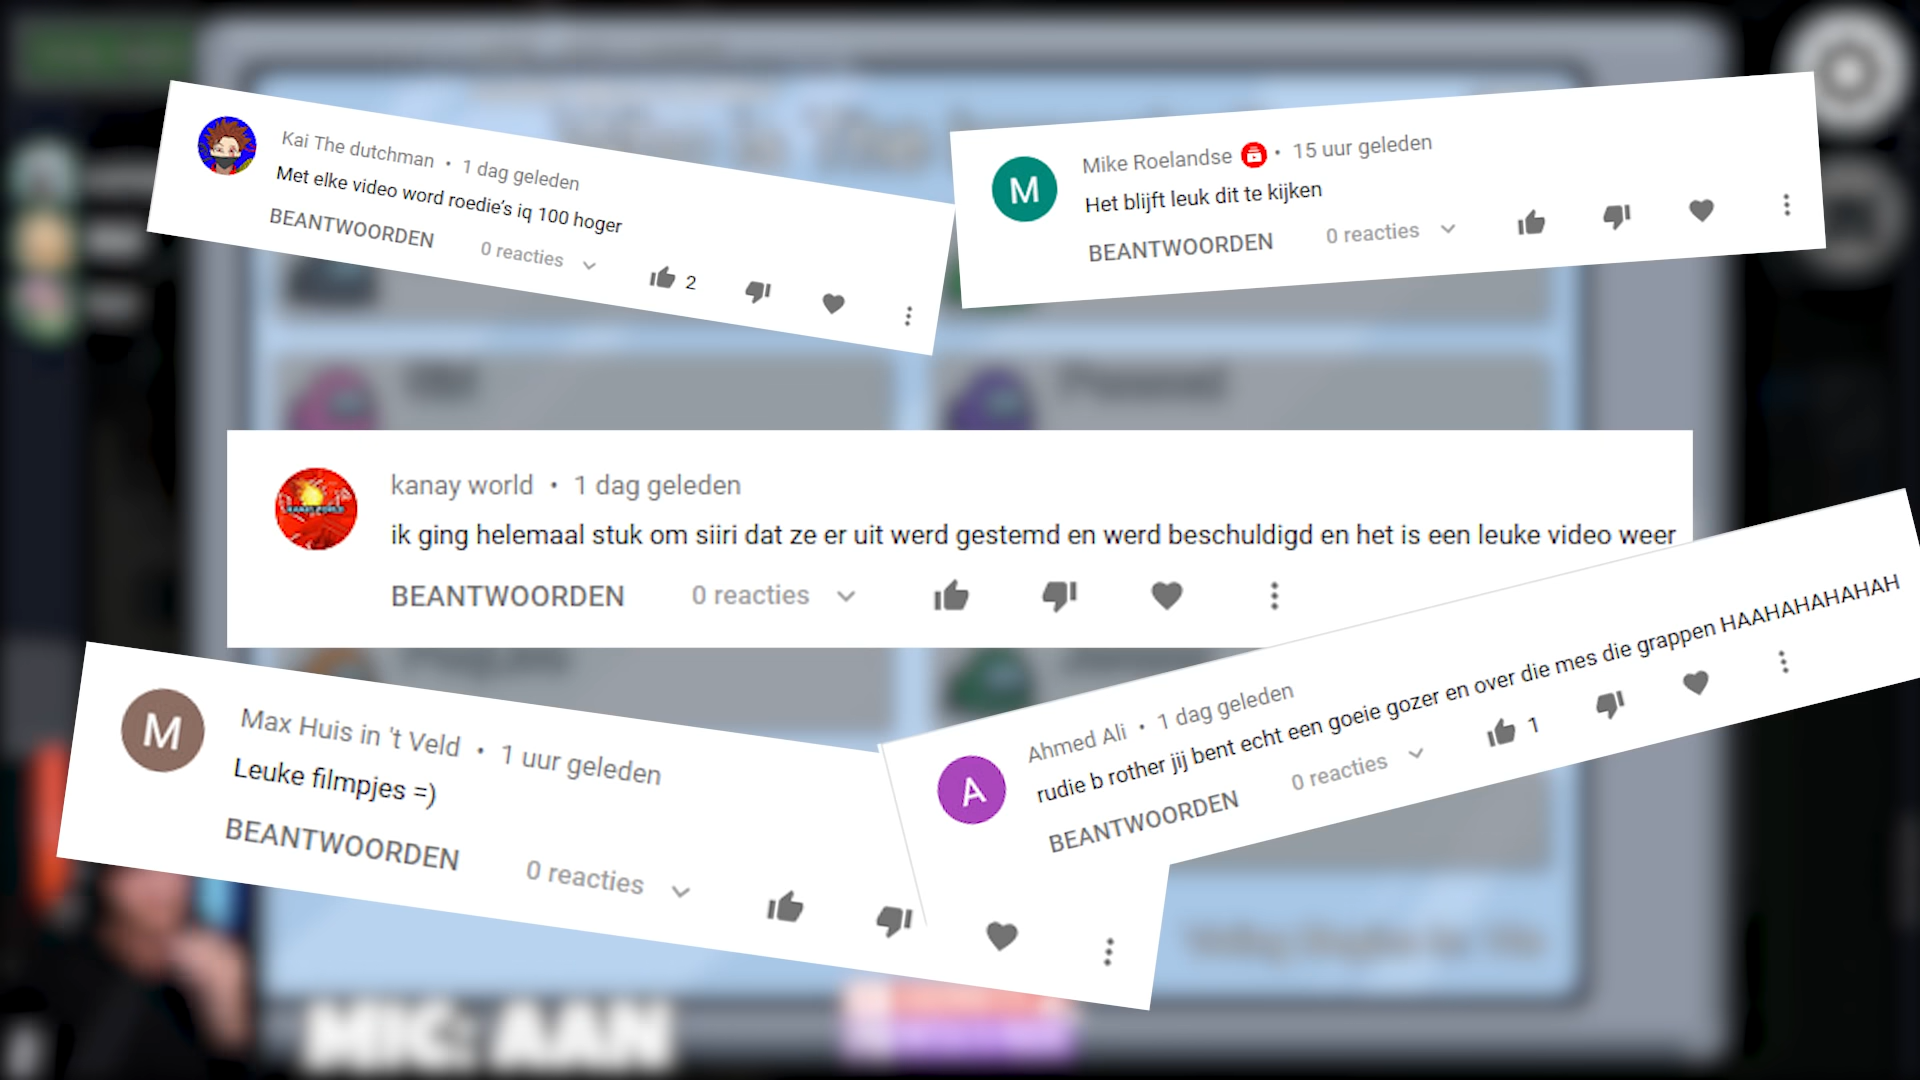 Kai The dutchman • 1 dag geleden
Met elke video word roedie's iq 100 hoger
BEANTWOORDEN 0 reacties 2
Mike Roelandse • 15 uur geleden
Het blijft leuk dit te kijken
BEANTWOORDEN 0 reacties
kanay world • 1 dag geleden
ik ging helemaal stuk om siiri dat ze er uit werd gestemd en werd beschuldigd en het is een leuke video weer
BEANTWOORDEN 0 reacties
M
Max Huis in 't Veld • 1 uur geleden
Leuke filmpjes =)
BEANTWOORDEN 0 reacties
A
Ahmed Ali • 1 dag geleden
rudie b rother jij bent echt een goeie gozer en over die mes die grappen HAAHAHAHAHAH
BEANTWOORDEN 0 reacties 1
M
MIC: AAN